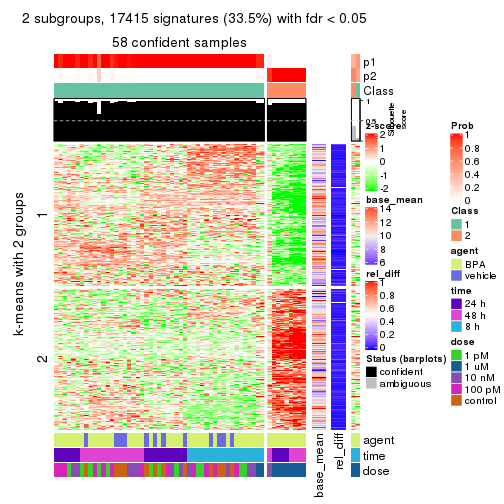 2 subgroups, 17415 signatures (33.5%) with fdr < 0.05
58 confident samples
p1
p2
Class
1
0.5
Silhouette
score
k-means with 2 groups
1
2
agent
time
dose
base_mean
rel_diff
z-score
2
1
0
-1
-2
base_mean
14
12
10
8
6
rel_diff
1
0.8
0.6
0.4
0.2
0
Status (barplots)
confident
ambiguous
Prob
1
0.8
0.6
0.4
0.2
0
Class
1
2
agent
BPA
vehicle
time
24 h
48 h
8 h
dose
1 pM
1 uM
10 nM
100 pM
control